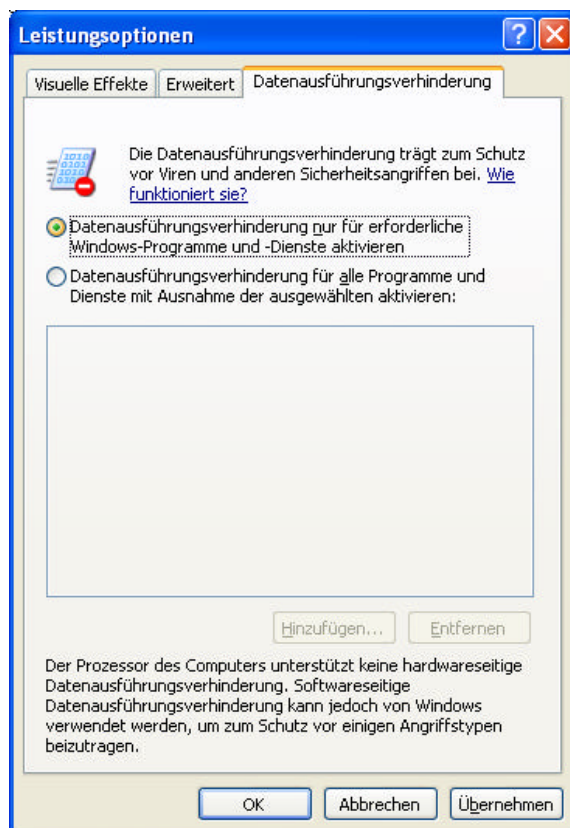 Leistungsoptionen
Visuelle Effekte Erweitert Datenausführungsverhinderung
Die Datenausführungsverhinderung trägt zum Schutz
vor Viren und anderen Sicherheitsangriffen bei. Wie
funktioniert sie?
Datenausführungsverhinderung nur für erforderliche
Windows-Programme und -Dienste aktivieren
Datenausführungsverhinderung für alle Programme und
Dienste mit Ausnahme der ausgewählten aktivieren:
Hinzufügen... Entfernen
Der Prozessor des Computers unterstützt keine hardwareseitige
Datenausführungsverhinderung. Softwareseitige
Datenausführungsverhinderung kann jedoch von Windows
verwendet werden, um zum Schutz vor einigen Angriffstypen
beizutragen.
OK Abbrechen Übernehmen